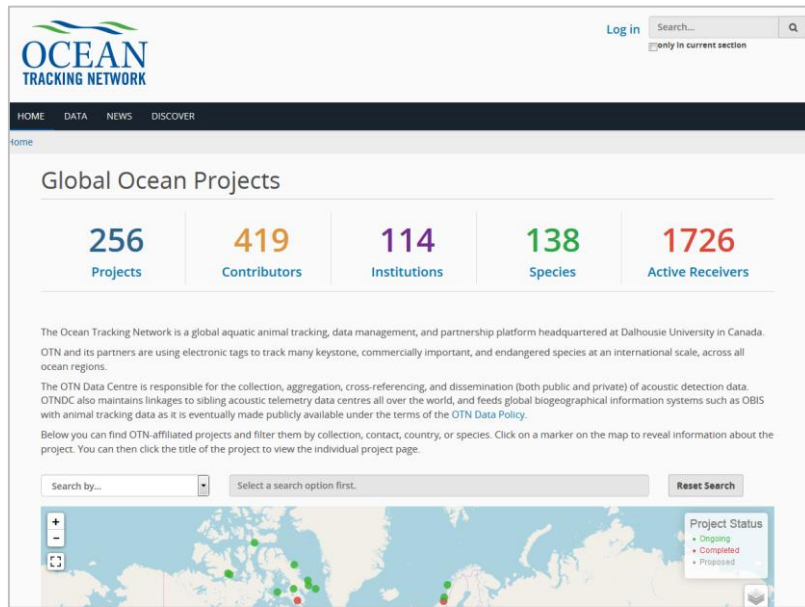 OCEAN
TRACKING NETWORK
Log in
Search...
only in current section
HOME DATA NEWS DISCOVER
Home
Global Ocean Projects
256 419 114 138 1726
Projects Contributors Institutions Species Active Receivers
The Ocean Tracking Network is a global aquatic animal tracking, data management, and partnership platform headquartered at Dalhousie University in Canada.
OTN and its partners are using electronic tags to track many keystone, commercially important, and endangered species at an international scale, across all
ocean regions.
The OTN Data Centre is responsible for the collection, aggregation, cross-referencing, and dissemination (both public and private) of acoustic detection data.
OTNDC also maintains linkages to sibling acoustic telemetry data centres all over the world, and feeds global biogeographical information systems such as OBIS
with animal tracking data as it is eventually made publicly available under the terms of the OTN Data Policy.
Below you can find OTN-affiliated projects and filter them by collection, contact, country, or species. Click on a marker on the map to reveal information about the
project. You can then click the title of the project to view the individual project page.
Search by... Select a search option first. Reset Search
+
−
Project Status
Ongoing
Completed
Proposed